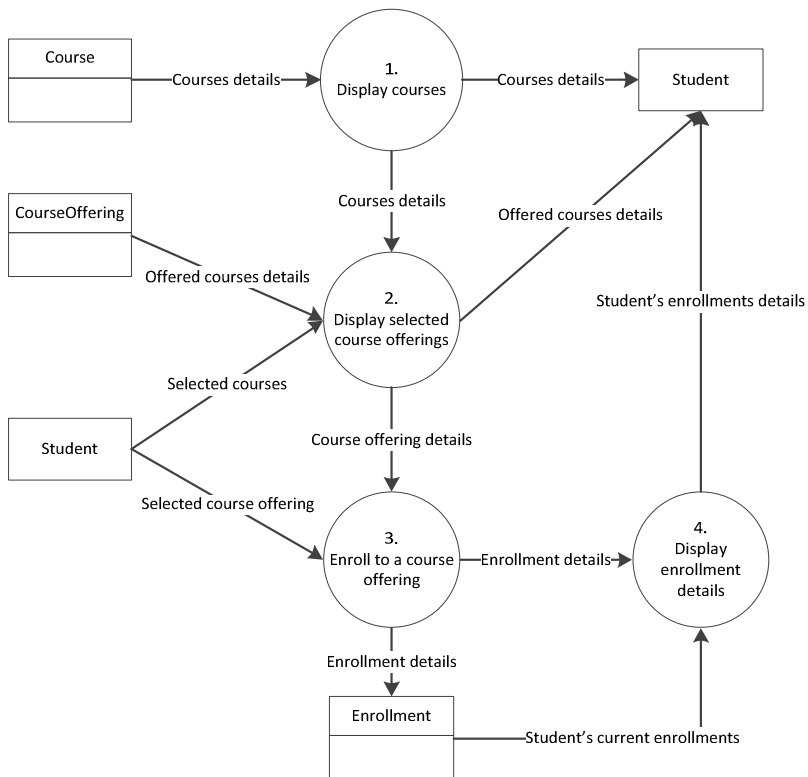 Course
Courses details
1.
Display courses
Courses details
Student
Courses details
CourseOffering
Offered courses details
Offered courses details
2.
Display selected
course offerings
Student's enrollments details
Selected courses
Student
Course offering details
Selected course offering
3.
Enroll to a course
offering
Enrollment details
4.
Display
enrollment
details
Enrollment details
Enrollment
Student's current enrollments